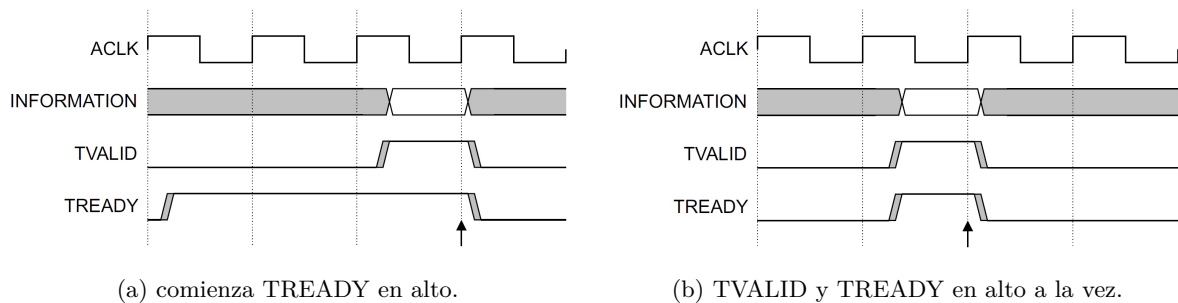 ACLK
INFORMATION
TVALID
TREADY
(a) comienza TREADY en alto.
ACLK
INFORMATION
TVALID
TREADY
(b) TVALID y TREADY en alto a la vez.